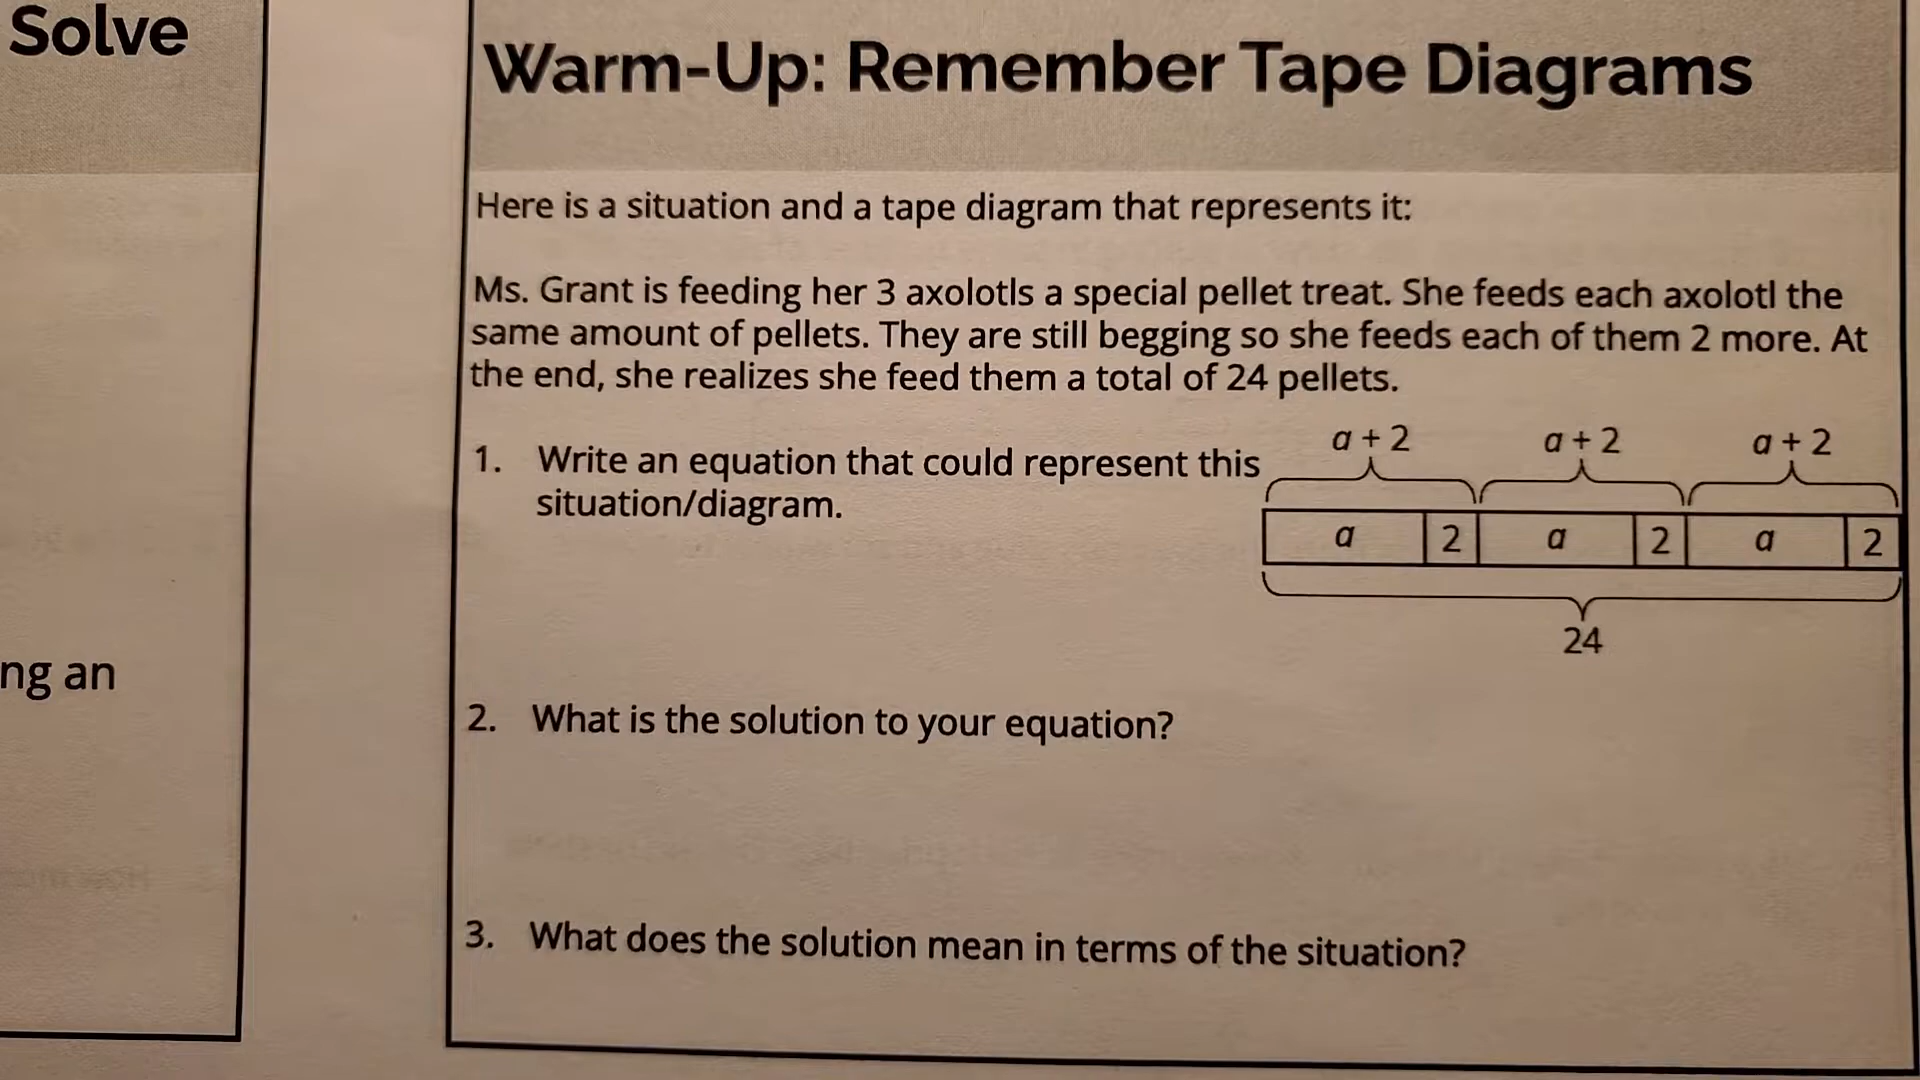 Solve
ng an
Warm-Up: Remember Tape Diagrams
Here is a situation and a tape diagram that represents it:
Ms. Grant is feeding her 3 axolotls a special pellet treat. She feeds each axolotl the
same amount of pellets. They are still begging so she feeds each of them 2 more. At
the end, she realizes she feed them a total of 24 pellets.
1. Write an equation that could represent this
situation/diagram.
a + 2 a + 2 a + 2
a 2 a 2 a 2
24
2. What is the solution to your equation?
3. What does the solution mean in terms of the situation?